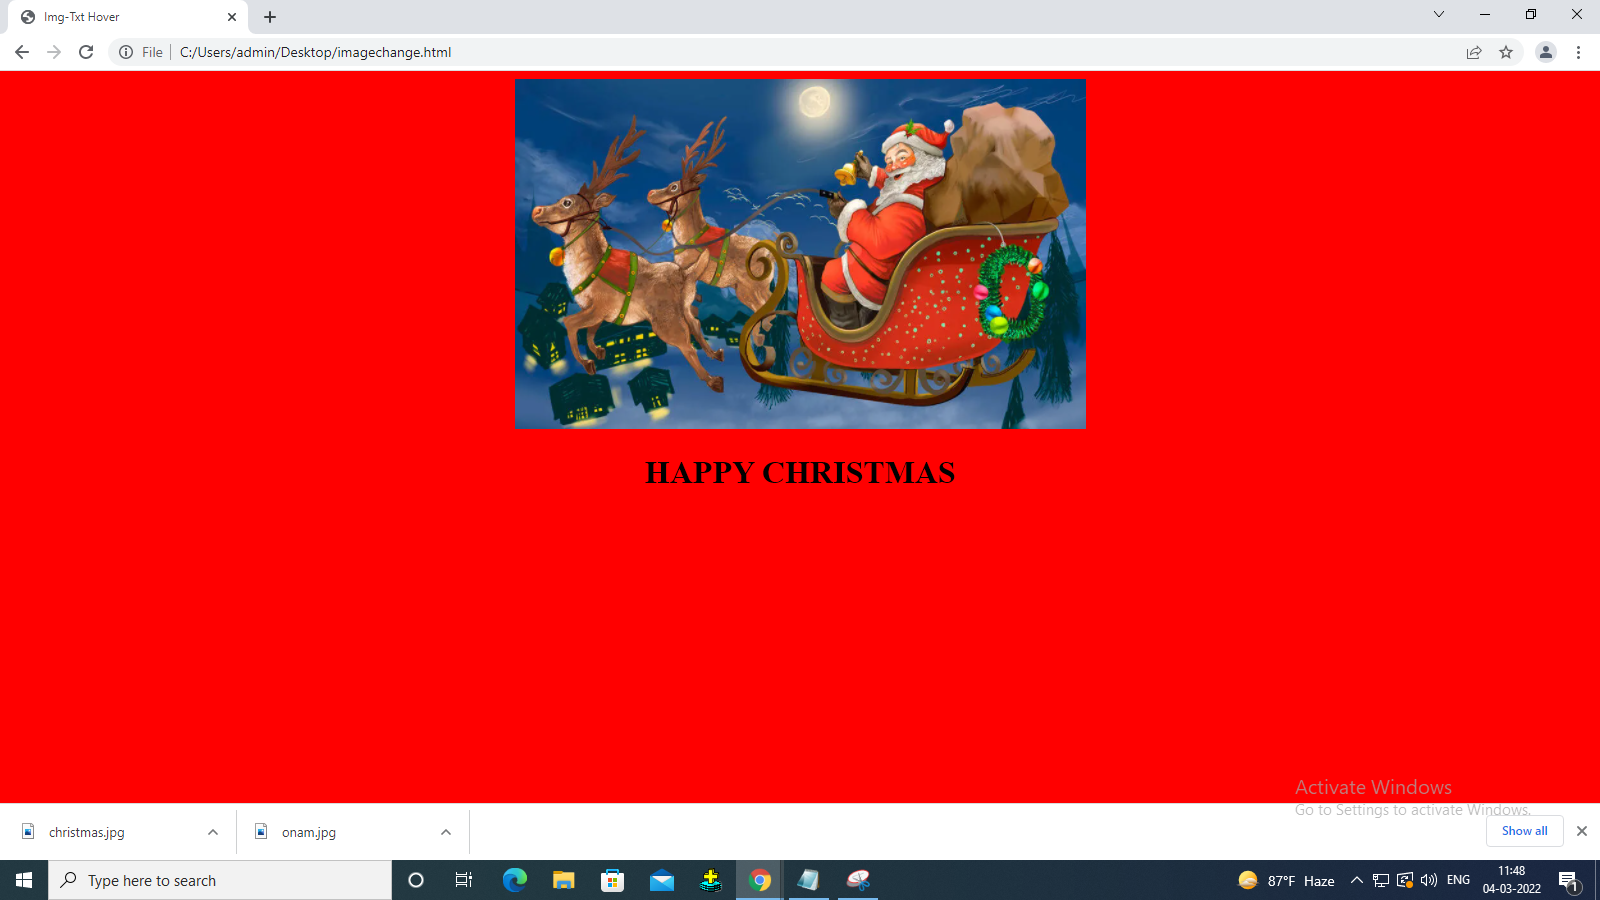 Img-Txt Hover
File
C:/Users/admin/Desktop/imagechange.html
HAPPY CHRISTMAS
Activate Windows
Go to Settings to activate Windows.
christmas.jpg
onam.jpg
Show all
Type here to search
87°F Haze
ENG
11:48
04-03-2022
1